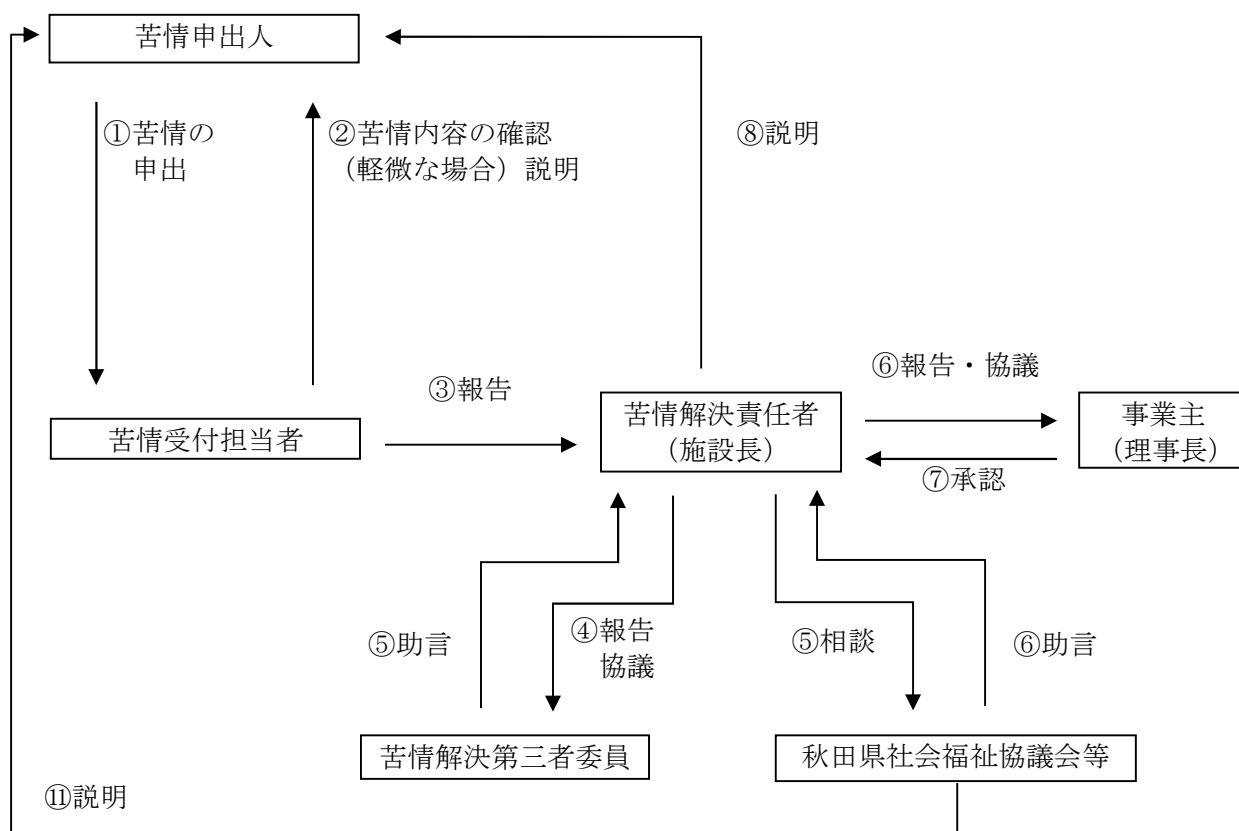 苦情申出人
①苦情の
申出
②苦情内容の確認
（軽微な場合）説明
⑧説明
③報告
⑥報告・協議
苦情受付担当者
苦情解決責任者
（施設長）
事業主
（理事長）
⑦承認
⑤助言
④報告
協議
⑤相談
⑥助言
苦情解決第三者委員
秋田県社会福祉協議会等
⑪説明